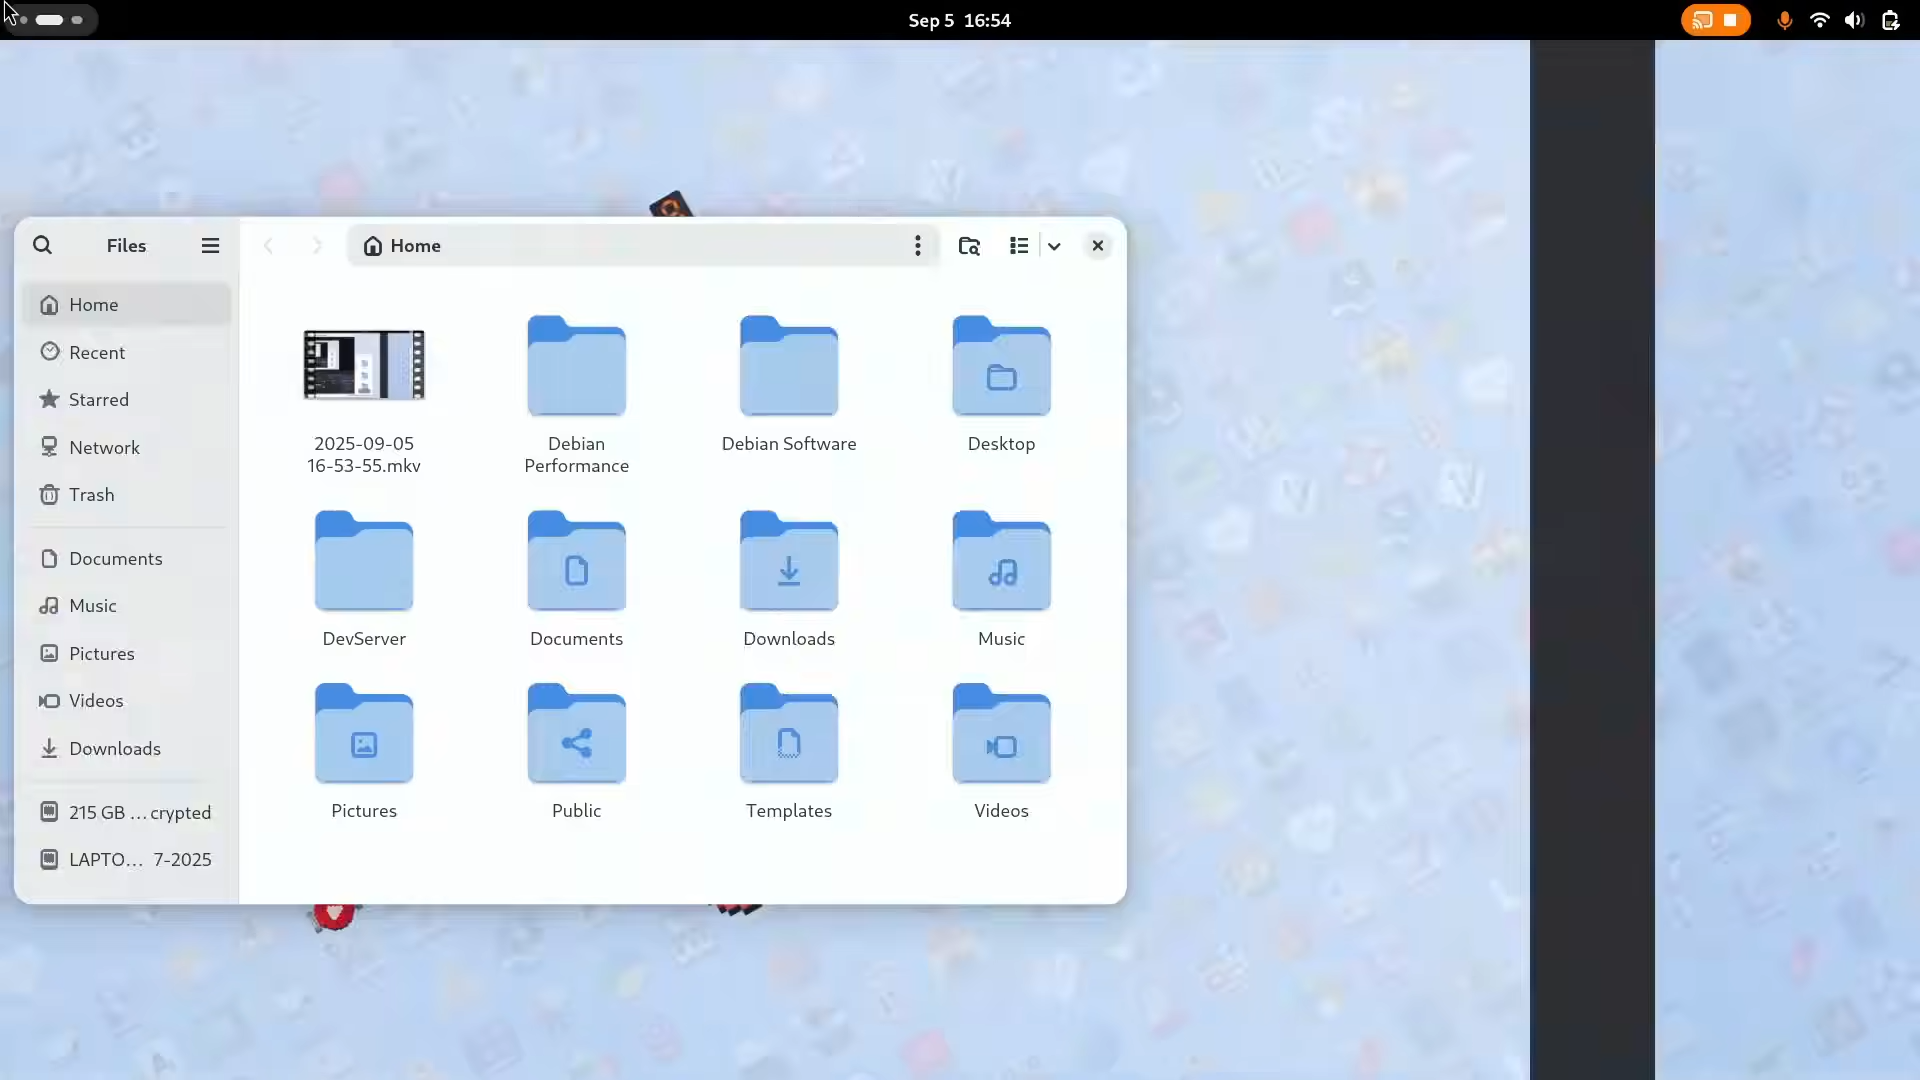 Sep 5 16:54
Files
Home
Home
Recent
Starred
Network
Trash
Documents
Music
Pictures
Videos
Downloads
215 GB ...crypted
LAPTO... 7-2025
2025-09-05
16-53-55.mkv
Debian
Performance
Debian Software
Desktop
DevServer
Documents
Downloads
Music
Pictures
Public
Templates
Videos